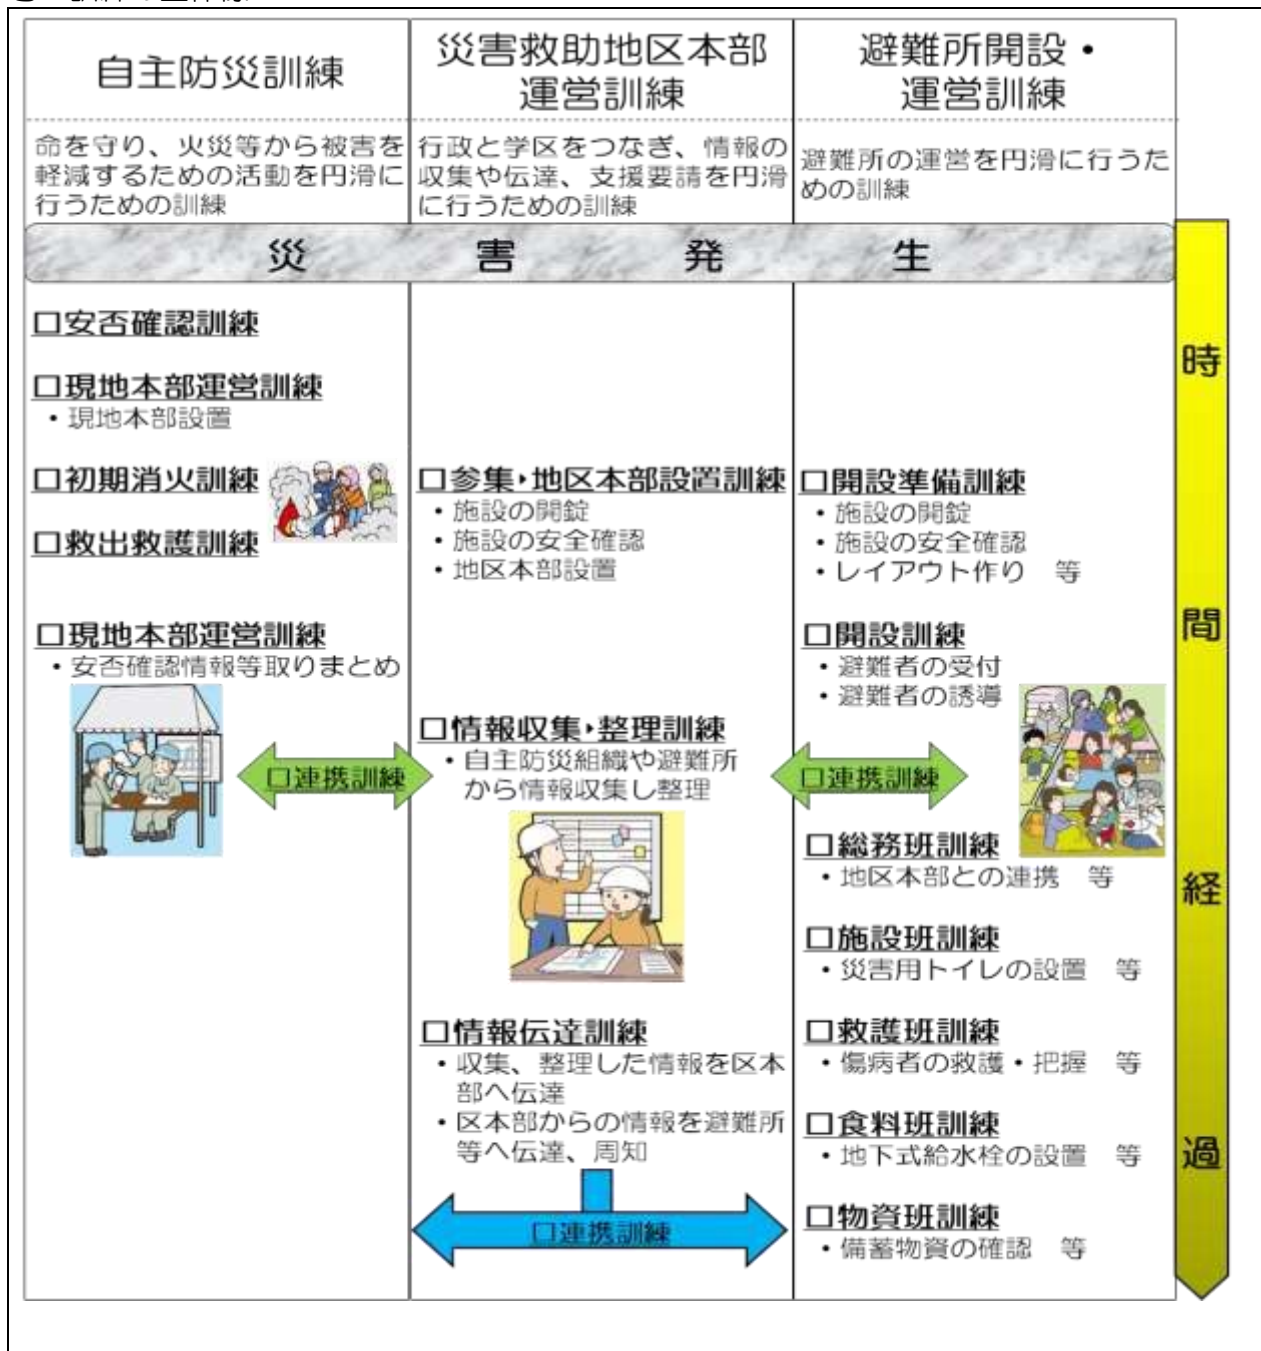 自主防災訓練
災害救助地区本部
運営訓練
避難所開設・
運営訓練
命を守り、火災等から被害を
軽減するための活動を円滑に
行うための訓練
行政と学区をつなぎ、情報の
収集や伝達、支援要請を円滑
に行うための訓練
避難所の運営を円滑に行うた
めの訓練
災害発生
時間経過
□安否確認訓練
□現地本部運営訓練
・現地本部設置
□初期消火訓練
□救出救護訓練
□現地本部運営訓練
・安否確認情報等取りまとめ
□連携訓練
□参集・地区本部設置訓練
・施設の開錠
・施設の安全確認
・地区本部設置
□情報収集・整理訓練
・自主防災組織や避難所
から情報収集し整理
□情報伝達訓練
・収集、整理した情報を区本
部へ伝達
・区本部からの情報を避難所
等へ伝達、周知
□連携訓練
□開設準備訓練
・施設の開錠
・施設の安全確認
・レイアウト作り 等
□開設訓練
・避難者の受付
・避難者の誘導
□連携訓練
□総務班訓練
・地区本部との連携 等
□施設班訓練
・災害用トイレの設置 等
□救護班訓練
・傷病者の救護・把握 等
□食料班訓練
・地下式給水栓の設置 等
□物資班訓練
・備蓄物資の確認 等